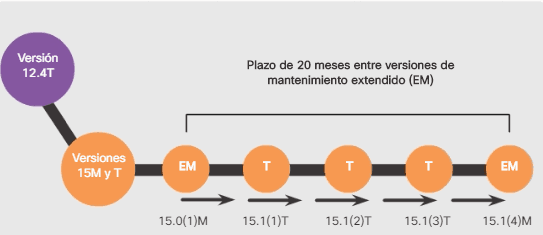 Versión
12.4T
Plazo de 20 meses entre versiones de
mantenimiento extendido (EM)
Versiones
15M y T
EM
T
T
T
EM
15.0(1)M
15.1(1)T
15.1(2)T
15.1(3)T
15.1(4)M